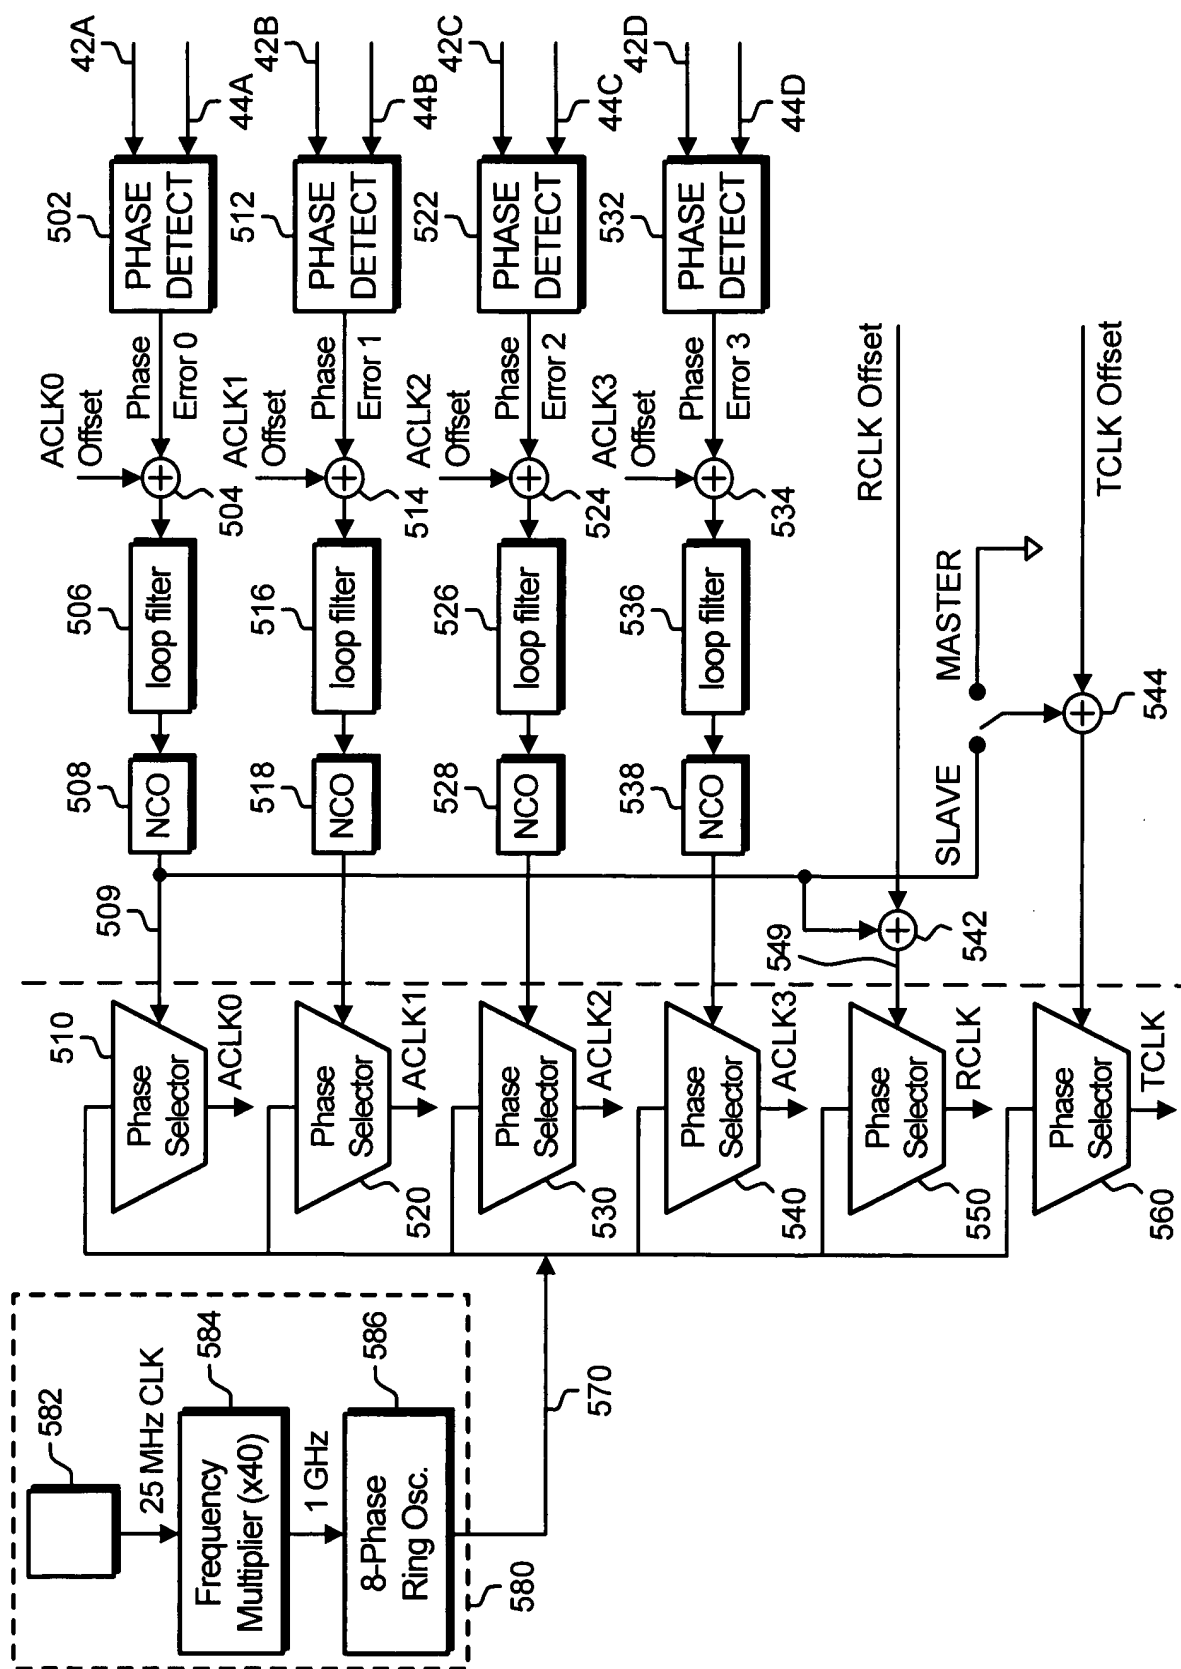 582
25 MHz CLK
584
Frequency
Multiplier (x40)
1 GHz
586
8-Phase
Ring Osc.
580
570
510
Phase
Selector
ACLK0
509
508
NCO
506
loop filter
504
ACLK0
Offset
Phase
Error 0
502
PHASE
DETECT
42A
44A
520
Phase
Selector
ACLK1
518
NCO
516
loop filter
514
ACLK1
Offset
Phase
Error 1
512
PHASE
DETECT
42B
44B
530
Phase
Selector
ACLK2
528
NCO
526
loop filter
524
ACLK2
Offset
Phase
Error 2
522
PHASE
DETECT
42C
44C
540
Phase
Selector
ACLK3
538
NCO
536
loop filter
534
ACLK3
Offset
Phase
Error 3
532
PHASE
DETECT
42D
44D
550
Phase
Selector
RCLK
549
542
RCLK Offset
SLAVE
MASTER
560
Phase
Selector
TCLK
544
TCLK Offset